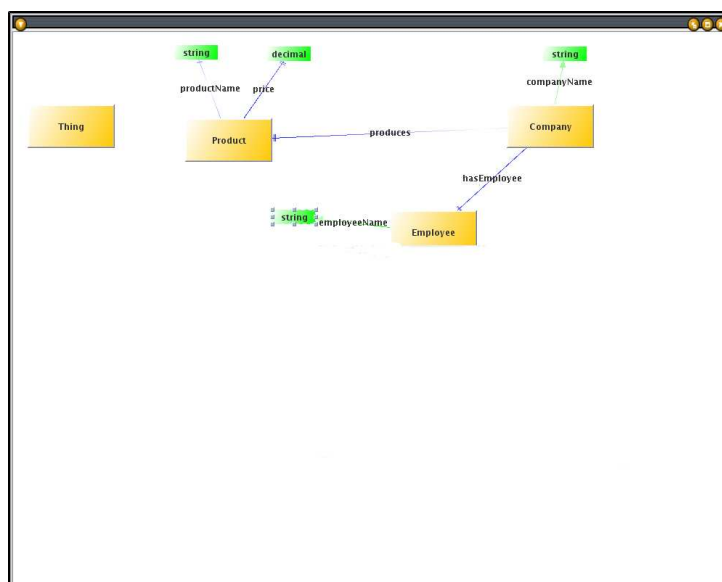 string
decimal
string
productName
price
companyName
Thing
Product
produces
Company
hasEmployee
string
employeeName
Employee